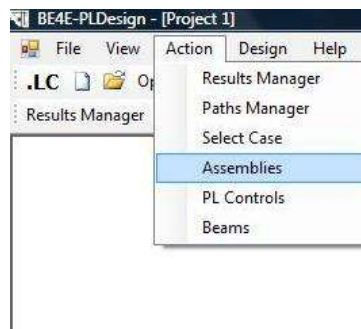 BE4E-PLDesign - [Project 1]
File View Action Design Help
.LC
Results Manager
Results Manager
Paths Manager
Select Case
Assemblies
PL Controls
Beams